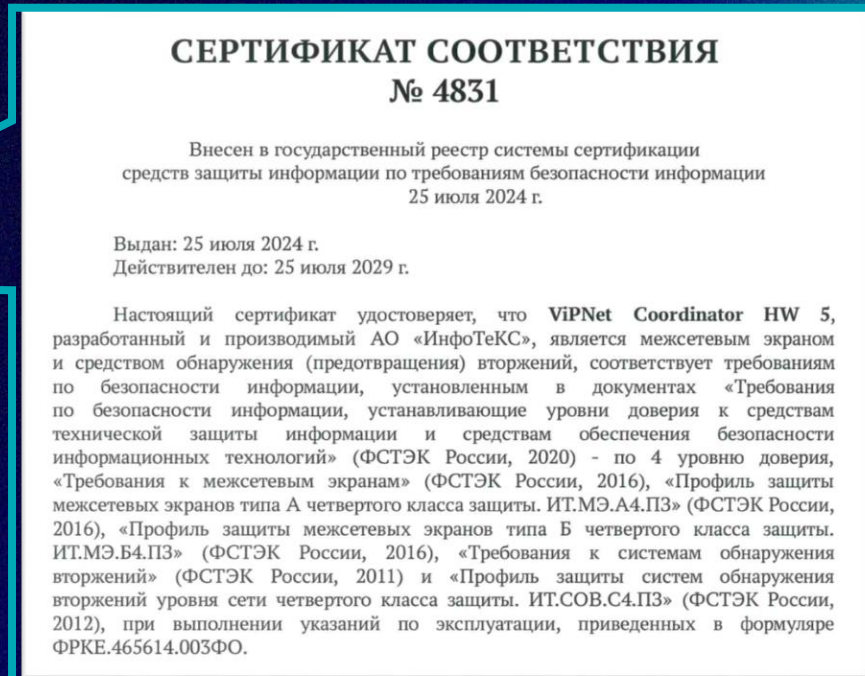 СЕРТИФИКАТ СООТВЕТСТВИЯ
№ 4831
Внесен в государственный реестр системы сертификации
средств защиты информации по требованиям безопасности информации
25 июля 2024 г.
Выдан: 25 июля 2024 г.
Действителен до: 25 июля 2029 г.
Настоящий сертификат удостоверяет, что ViPNet Coordinator HW 5,
разработанный и производимый АО «ИнфоТеКС», является межсетевым экраном
и средством обнаружения (предотвращения) вторжений, соответствует требованиям
по безопасности информации, установленным в документах «Требования
по безопасности информации, устанавливающие уровни доверия к средствам
технической защиты информации и средствам обеспечения безопасности
информационных технологий» (ФСТЭК России, 2020) - по 4 уровню доверия,
«Требования к межсетевым экранам» (ФСТЭК России, 2016), «Профиль защиты
межсетевых экранов типа А четвертого класса защиты. ИТ.МЭ.А4.ПЗ» (ФСТЭК России,
2016), «Профиль защиты межсетевых экранов типа Б четвертого класса защиты.
ИТ.МЭ.Б4.ПЗ» (ФСТЭК России, 2016), «Требования к системам обнаружения
вторжений» (ФСТЭК России, 2011) и «Профиль защиты систем обнаружения
вторжений уровня сети четвертого класса защиты. ИТ.СОВ.С4.ПЗ» (ФСТЭК России,
2012), при выполнении указаний по эксплуатации, приведенных в формуляре
ФРКЕ.465614.003ФО.